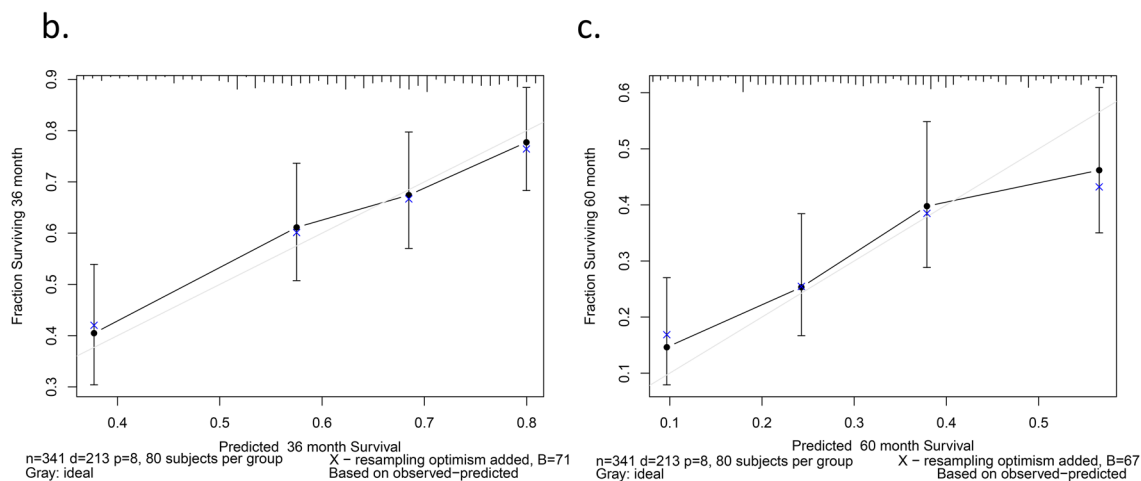 b.
0.9
0.8
0.7
0.6
0.5
0.4
0.3
Fraction Surviving 36 month
0.4 0.5 0.6 0.7 0.8
Predicted 36 month Survival
n=341 d=213 p=8, 80 subjects per group
Gray: ideal
X − resampling optimism added, B=71
Based on observed−predicted
c.
0.6
0.5
0.4
0.3
0.2
0.1
Fraction Surviving 60 month
0.1 0.2 0.3 0.4 0.5
Predicted 60 month Survival
n=341 d=213 p=8, 80 subjects per group
Gray: ideal
X − resampling optimism added, B=67
Based on observed−predicted